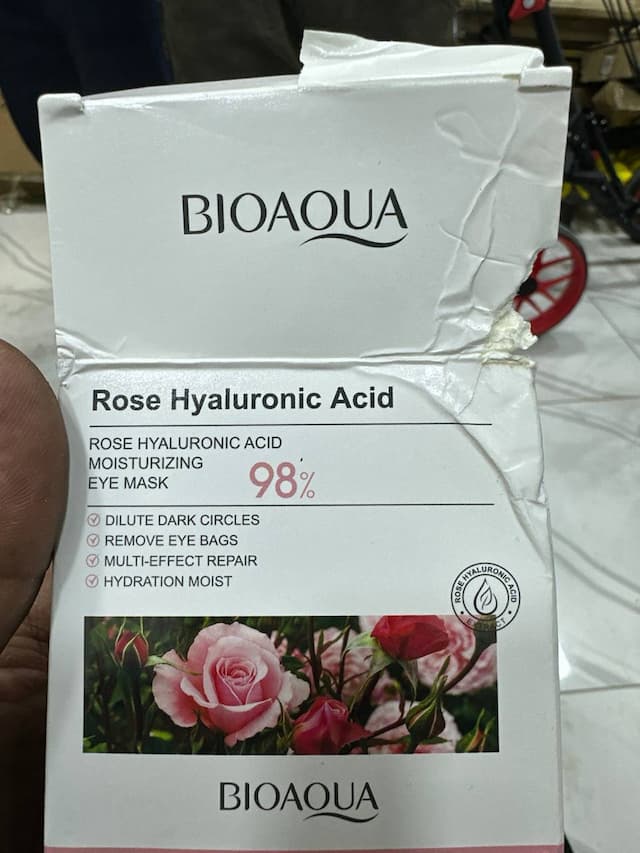 BIOAQUA
Rose Hyaluronic Acid
ROSE HYALURONIC ACID
MOISTURIZING
EYE MASK
98%
DILUTE DARK CIRCLES
REMOVE EYE BAGS
MULTI-EFFECT REPAIR
HYDRATION MOIST
ROSE HYALURONIC ACID
BIOAQUA